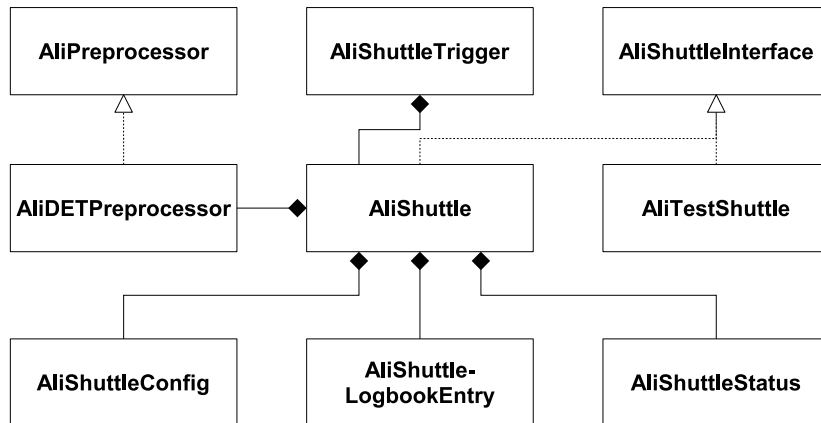 AliPreprocessor
AliShuttleTrigger
AliShuttleInterface
AliDETPreprocessor
AliShuttle
AliTestShuttle
AliShuttleConfig
AliShuttle-
LogbookEntry
AliShuttleStatus